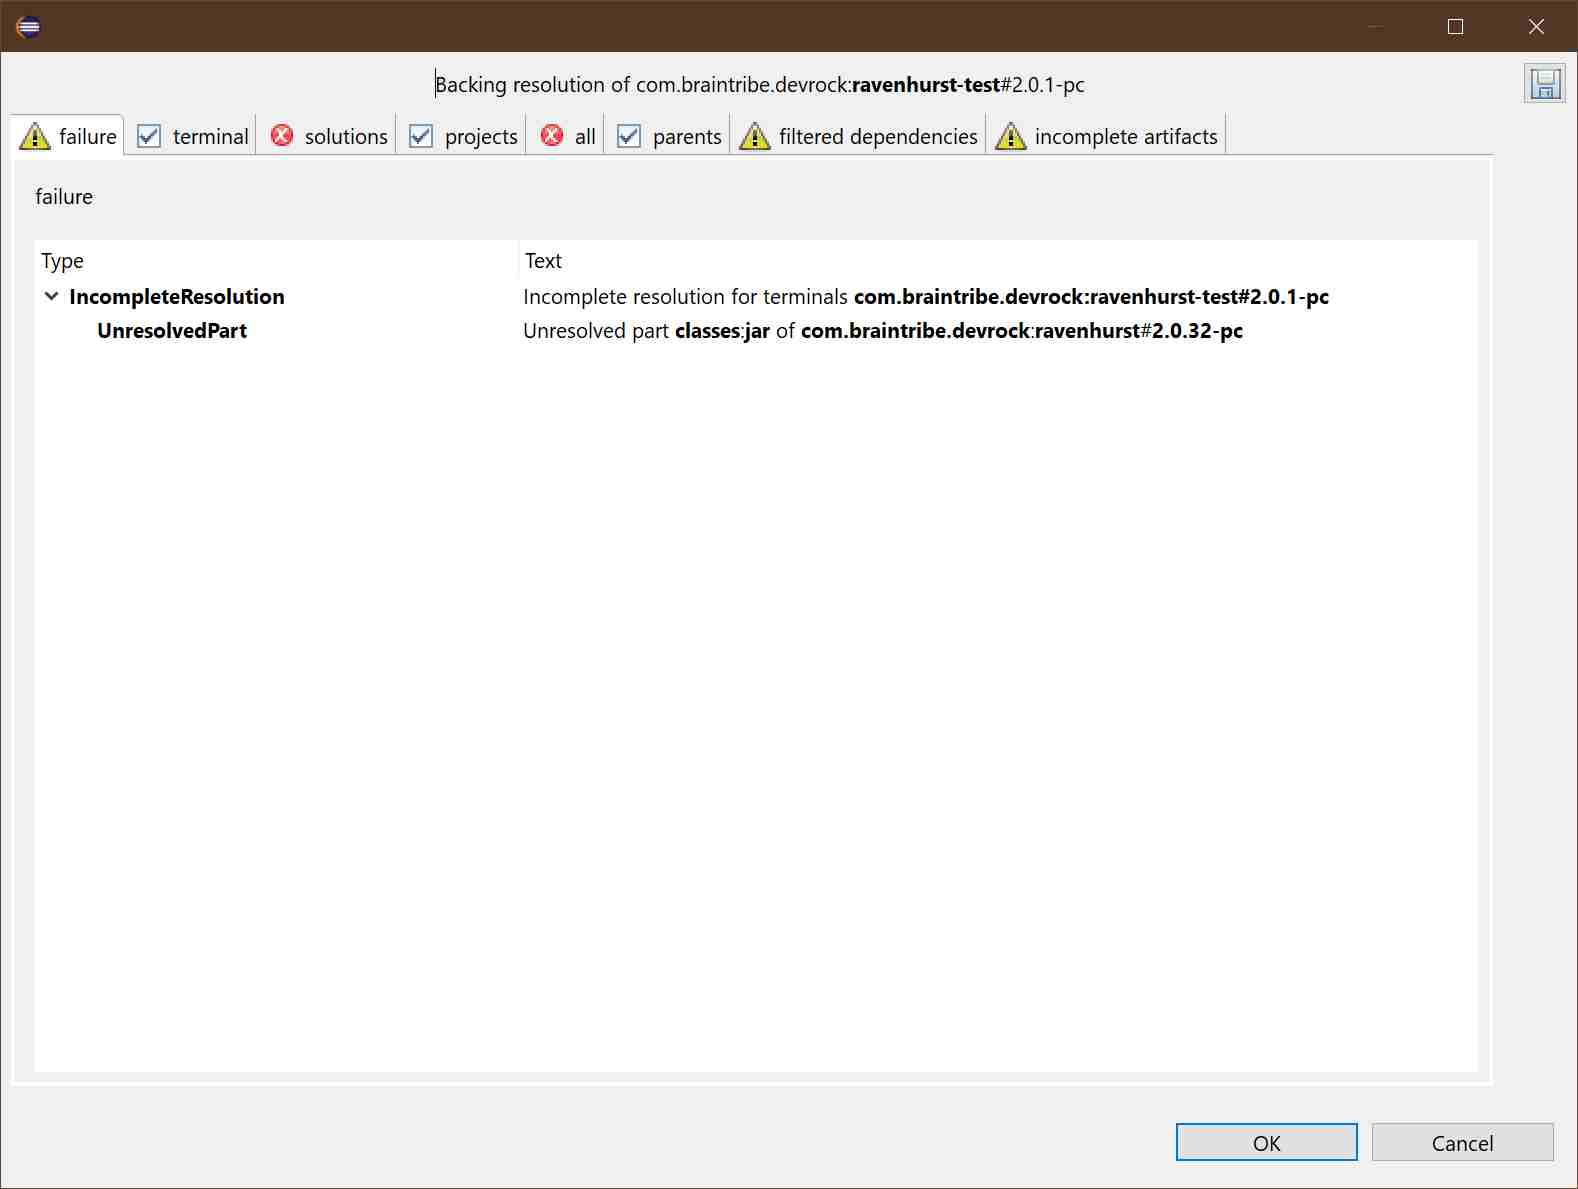 Backing resolution of com.braintribe.devrock:ravenhurst-test#2.0.1-pc
failure terminal solutions projects all parents filtered dependencies incomplete artifacts
failure
Type Text
IncompleteResolution Incomplete resolution for terminals com.braintribe.devrock:ravenhurst-test#2.0.1-pc
UnresolvedPart Unresolved part classes:jar of com.braintribe.devrock:ravenhurst#2.0.32-pc
OK Cancel